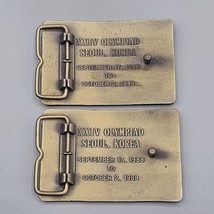 XXIV OLYMPIAD
SEOUL, KOREA
SEPTEMBER 17, 1988
TO
OCTOBER 2, 1988
XXIV OLYMPIAD
SEOUL, KOREA
SEPTEMBER 17, 1988
TO
OCTOBER 2, 1988